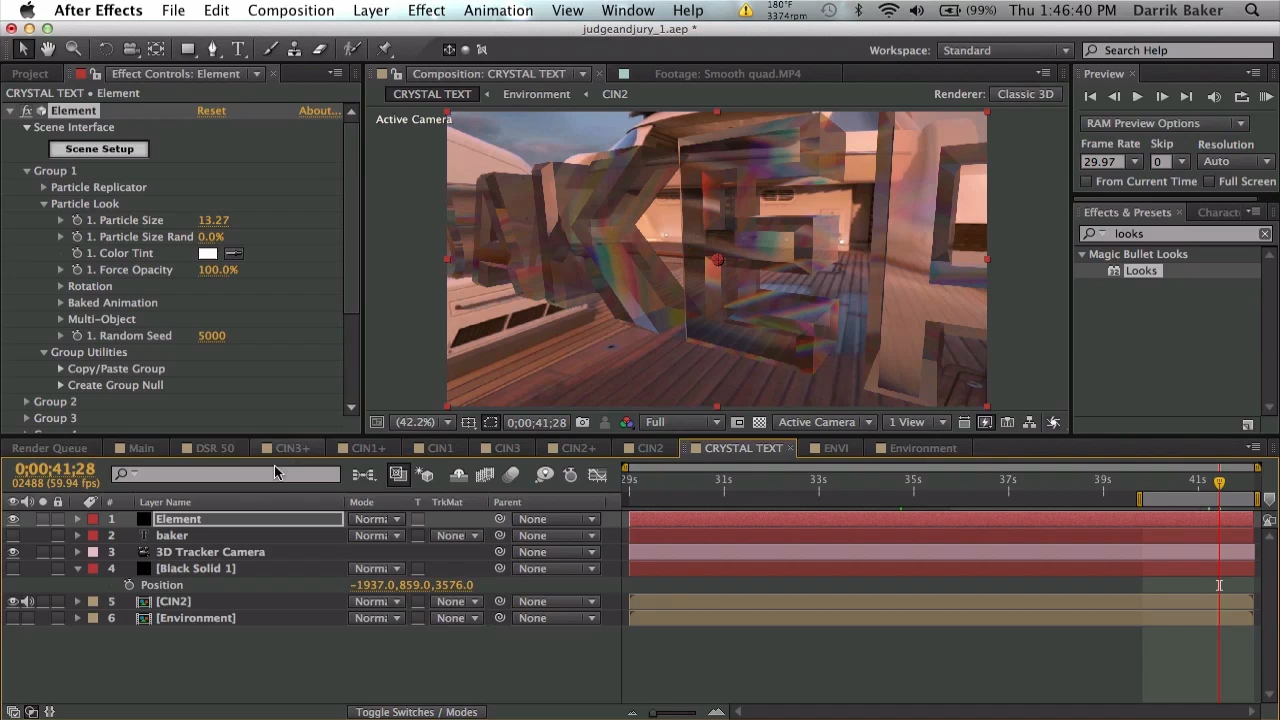 After Effects File Edit Composition Layer Effect Animation View Window Help 180°F 3374rpm (99%) Thu 1:46:40 PM Darrik Baker
judgeandjury_1.aep *
Workspace: Standard Search Help
Project Effect Controls: Element Composition: CRYSTAL TEXT Footage: Smooth quad.MP4 Preview
CRYSTAL TEXT • Element CRYSTAL TEXT Environment CIN2 Renderer: Classic 3D
Element Reset About...
Active Camera
Scene Interface
RAM Preview Options
Scene Setup
Frame Rate Skip Resolution
29.97 0 Auto
Group 1
From Current Time Full Screen
Particle Replicator
Particle Look
Effects & Presets Charact
1. Particle Size 13.27
looks
1. Particle Size Rand 0.0%
1. Color Tint
Magic Bullet Looks
1. Force Opacity 100.0%
Looks
Rotation
Baked Animation
Multi-Object
1. Random Seed 5000
Group Utilities
Copy/Paste Group
Create Group Null
Group 2
Group 3
AKE
(42.2%) 0;00;41;28 Full Active Camera 1 View
Render Queue Main DSR 50 CIN3+ CIN1+ CIN1 CIN3 CIN2+ CIN2 CRYSTAL TEXT ENVI Environment
0;00;41;28
02488 (59.94 fps)
29s 31s 33s 35s 37s 39s 41s
# Layer Name Mode T TrkMat Parent
1 Element Norma None
2 baker Norma None None
3 3D Tracker Camera None
4 [Black Solid 1] Norma None None
Position -1937.0,859.0,3576.0
5 [CIN2] Norma None None
6 [Environment] Norma None None
Toggle Switches / Modes